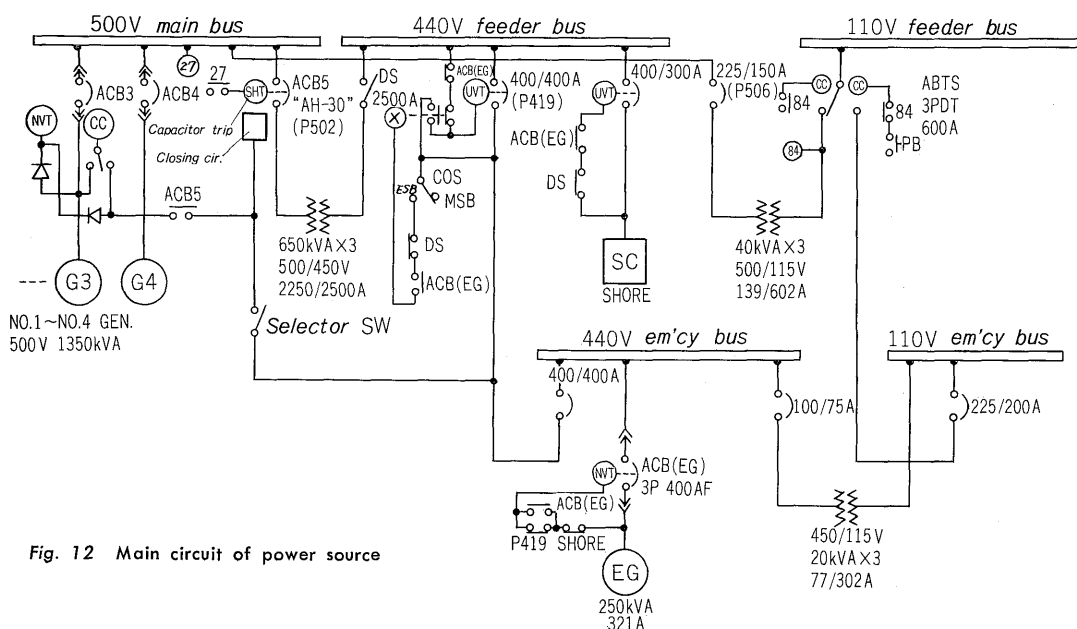 500V main bus
440V feeder bus
110V feeder bus
27
27
SHT
ACB3
ACB4
ACB5
"AH-30"
(P502)
Capacitor trip
Closing cir.
NVT
CC
ACB5
DS
2500A
X
ACB(EG)
UVT
400/400A
(P419)
COS
ESB
MSB
DS
ACB(EG)
UVT
400/300A
ACB(EG)
DS
SC
SHORE
225/150A
(P506)
CC
84
84
CC
84
PB
ABTS
3PDT
600A
650kVA×3
500/450V
2250/2500A
40kVA×3
500/115V
139/602A
G3
G4
NO.1~NO.4 GEN.
500V 1350kVA
Selector SW
440V em'cy bus
110V em'cy bus
400/400A
100/75A
225/200A
NVT
ACB(EG)
3P 400AF
ACB(EG)
P419 SHORE
EG
250kVA
321A
450/115V
20kVA×3
77/302A
Fig. 12 Main circuit of power source